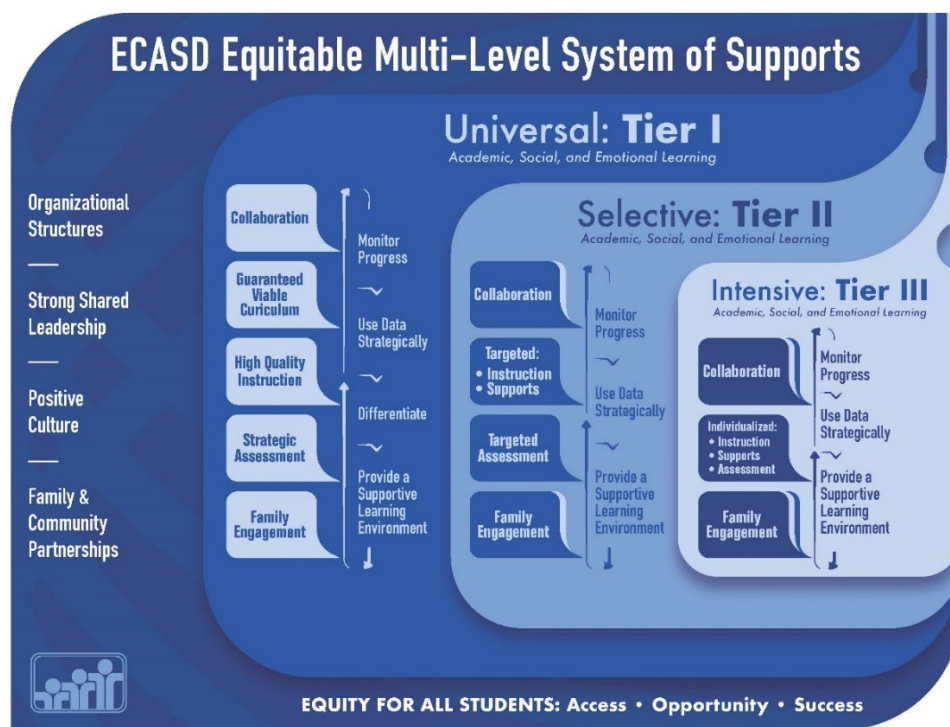 ECASD Equitable Multi-Level System of Supports
Organizational
Structures
Strong Shared
Leadership
Positive
Culture
Family &
Community
Partnerships
Universal: Tier I
Academic, Social, and Emotional Learning
Collaboration
Guaranteed
Viable
Curiculum
High Quality
Instruction
Strategic
Assessment
Family
Engagement
Monitor
Progress
Use Data
Strategically
Differentiate
Provide a
Supportive
Learning
Environment
Selective: Tier II
Academic, Social, and Emotional Learning
Collaboration
Targeted:
• Instruction
• Supports
Targeted
Assessment
Family
Engagement
Monitor
Progress
Use Data
Strategically
Provide a
Supportive
Learning
Environment
Intensive: Tier III
Academic, Social, and Emotional Learning
Collaboration
Individualized:
• Instruction
• Supports
• Assessment
Family
Engagement
Monitor
Progress
Use Data
Strategically
Provide a
Supportive
Learning
Environment
EQUITY FOR ALL STUDENTS: Access • Opportunity • Success